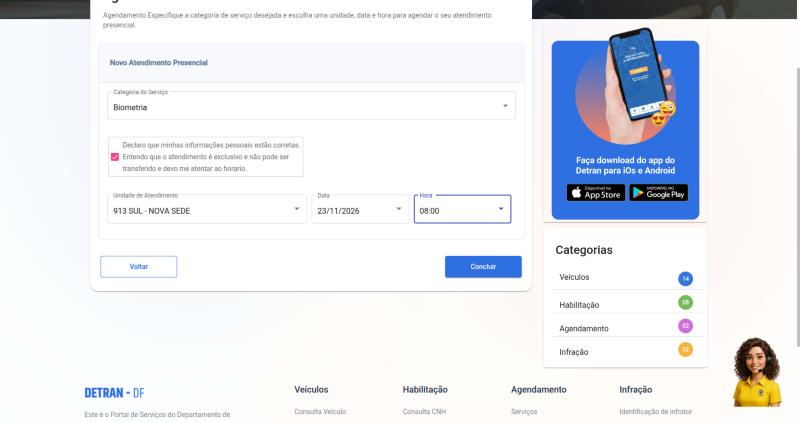 Agendamento Especifique a categoria de serviço desejada e escolha uma unidade, data e hora para agendar o seu atendimento
presencial.
Novo Atendimento Presencial
Categoria do Serviço
Biometria
Declaro que minhas informações pessoais estão corretas.
Entendo que o atendimento é exclusivo e não pode ser
transferido e devo me atentar ao horário.
Unidade de Atendimento
913 SUL - NOVA SEDE
Data
23/11/2026
Hora
08:00
Voltar
Concluir
Faça download do app do
Detran para iOs e Android
Disponível na
App Store
DISPONÍVEL NO
Google Play
Categorias
Veículos
14
Habilitação
08
Agendamento
02
Infração
02
DETRAN - DF
Este é o Portal de Serviços do Departamento de
Veículos
Consulta Veículo
Habilitação
Consulta CNH
Agendamento
Serviços
Infração
Identificação de infrator